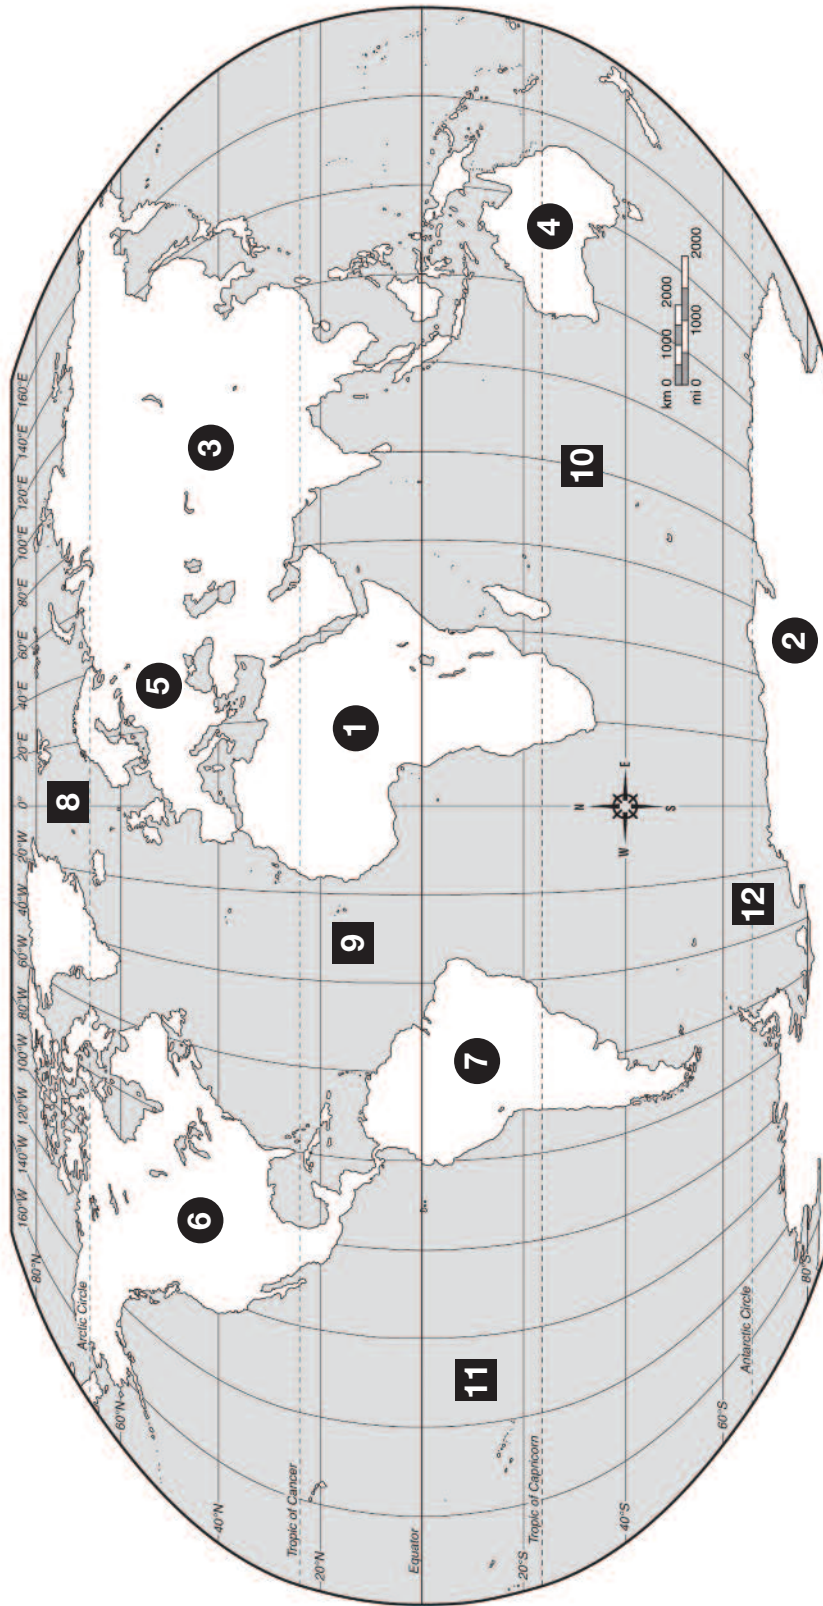 160°W
140°W
120°W
100°W
80°W
60°W
40°W
20°W
0°
20°E
40°E
60°E
80°E
100°E
120°E
140°E
160°E
80°N
Arctic Circle
60°N
40°N
Tropic of Cancer
20°N
Equator
20°S
Tropic of Capricorn
40°S
60°S
Antarctic Circle
80°S
8
5
3
6
1
9
7
11
4
10
12
2
N
W
E
S
km 0 1000 2000
mi 0 1000 2000